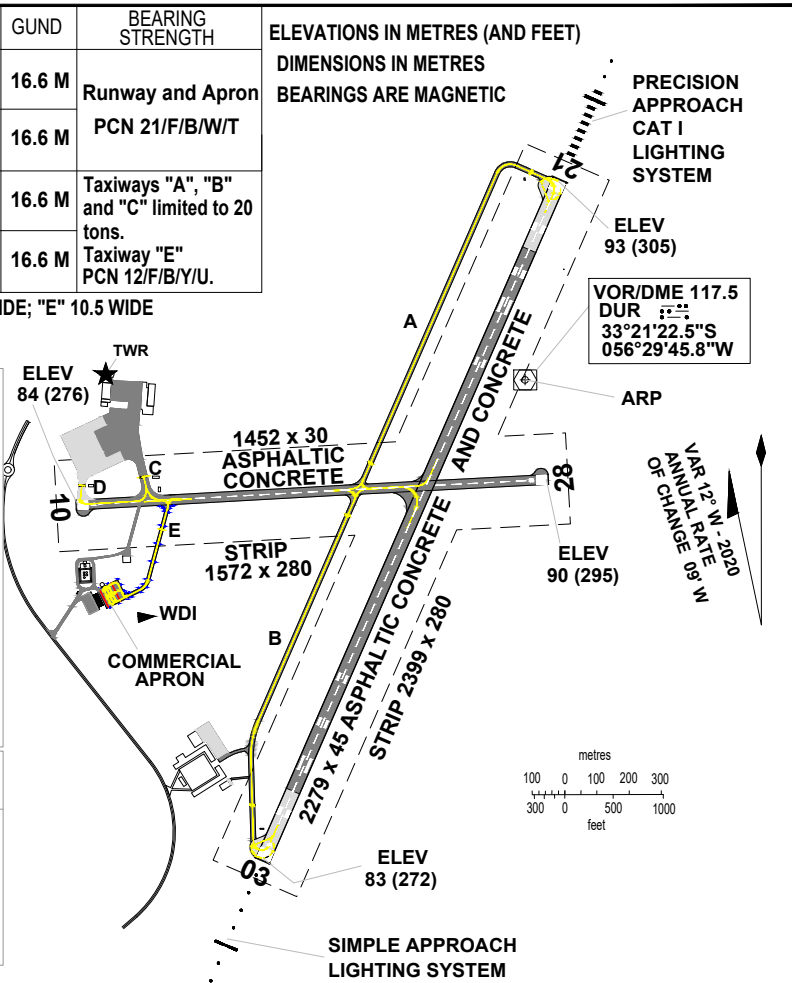 GUND
BEARING
STRENGTH
16.6 M
16.6 M
Runway and Apron
PCN 21/F/B/W/T
16.6 M
16.6 M
Taxiways "A", "B"
and "C" limited to 20
tons.
Taxiway "E"
PCN 12/F/B/Y/U.
IDE; "E" 10.5 WIDE
ELEVATIONS IN METRES (AND FEET)
DIMENSIONS IN METRES
BEARINGS ARE MAGNETIC
PRECISION
APPROACH
CAT I
LIGHTING
SYSTEM
21
ELEV
93 (305)
VOR/DME 117.5
DUR
33°21'22.5"S
056°29'45.8"W
ARP
A
TWR
ELEV
84 (276)
1452 x 30
ASPHALTIC
CONCRETE
C
D
10
E
28
ELEV
90 (295)
STRIP
1572 x 280
VAR 12° W - 2020
ANNUAL RATE
OF CHANGE 09' W
WDI
B
COMMERCIAL
APRON
2279 x 45 ASPHALTIC CONCRETE AND CONCRETE
STRIP 2399 x 280
metres
100 0 100 200 300
300 0 500 1000
feet
03
ELEV
83 (272)
SIMPLE APPROACH
LIGHTING SYSTEM